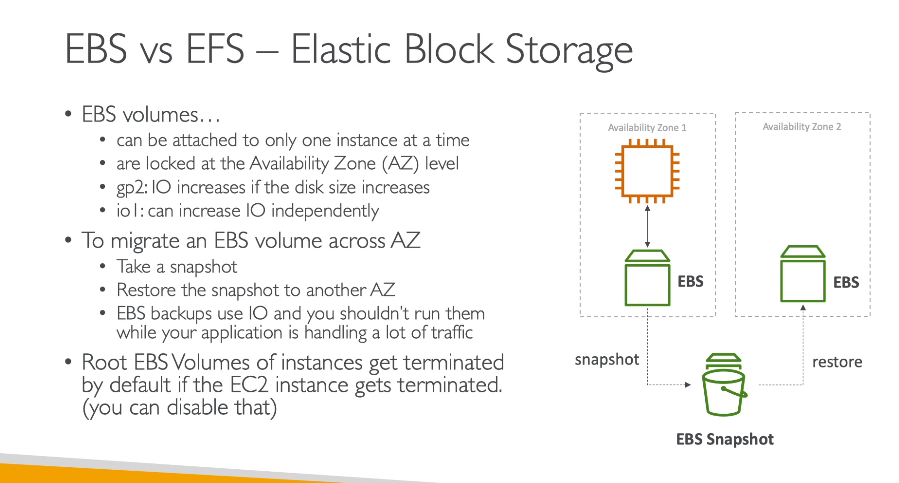 EBS vs EFS – Elastic Block Storage
• EBS volumes…
• can be attached to only one instance at a time
• are locked at the Availability Zone (AZ) level
• gp2: IO increases if the disk size increases
• io1: can increase IO independently
• To migrate an EBS volume across AZ
• Take a snapshot
• Restore the snapshot to another AZ
• EBS backups use IO and you shouldn’t run them
while your application is handling a lot of traffic
• Root EBS Volumes of instances get terminated
by default if the EC2 instance gets terminated.
(you can disable that)
Availability Zone 1
Availability Zone 2
EBS
EBS
snapshot
restore
EBS Snapshot